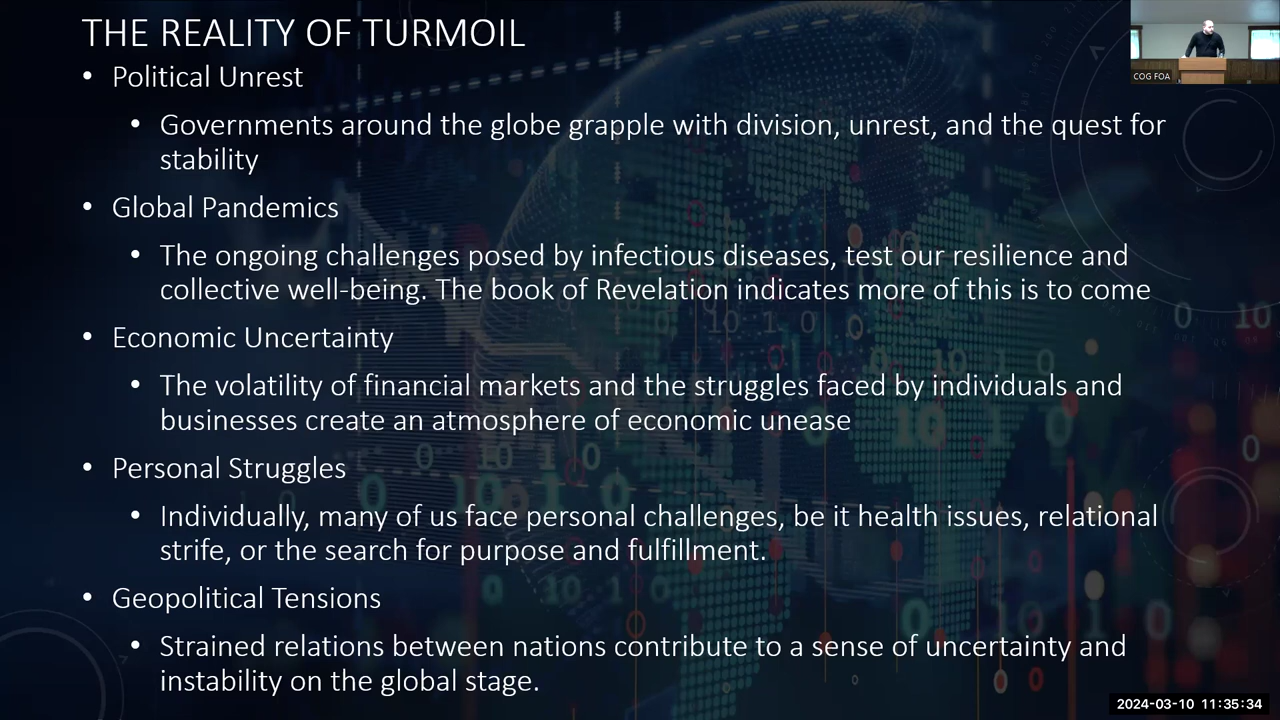 THE REALITY OF TURMOIL
• Political Unrest
• Governments around the globe grapple with division, unrest, and the quest for
stability
• Global Pandemics
• The ongoing challenges posed by infectious diseases, test our resilience and
collective well-being. The book of Revelation indicates more of this is to come
• Economic Uncertainty
• The volatility of financial markets and the struggles faced by individuals and
businesses create an atmosphere of economic unease
• Personal Struggles
• Individually, many of us face personal challenges, be it health issues, relational
strife, or the search for purpose and fulfillment.
• Geopolitical Tensions
• Strained relations between nations contribute to a sense of uncertainty and
instability on the global stage.
COG FOA
2024-03-10 11:35:34